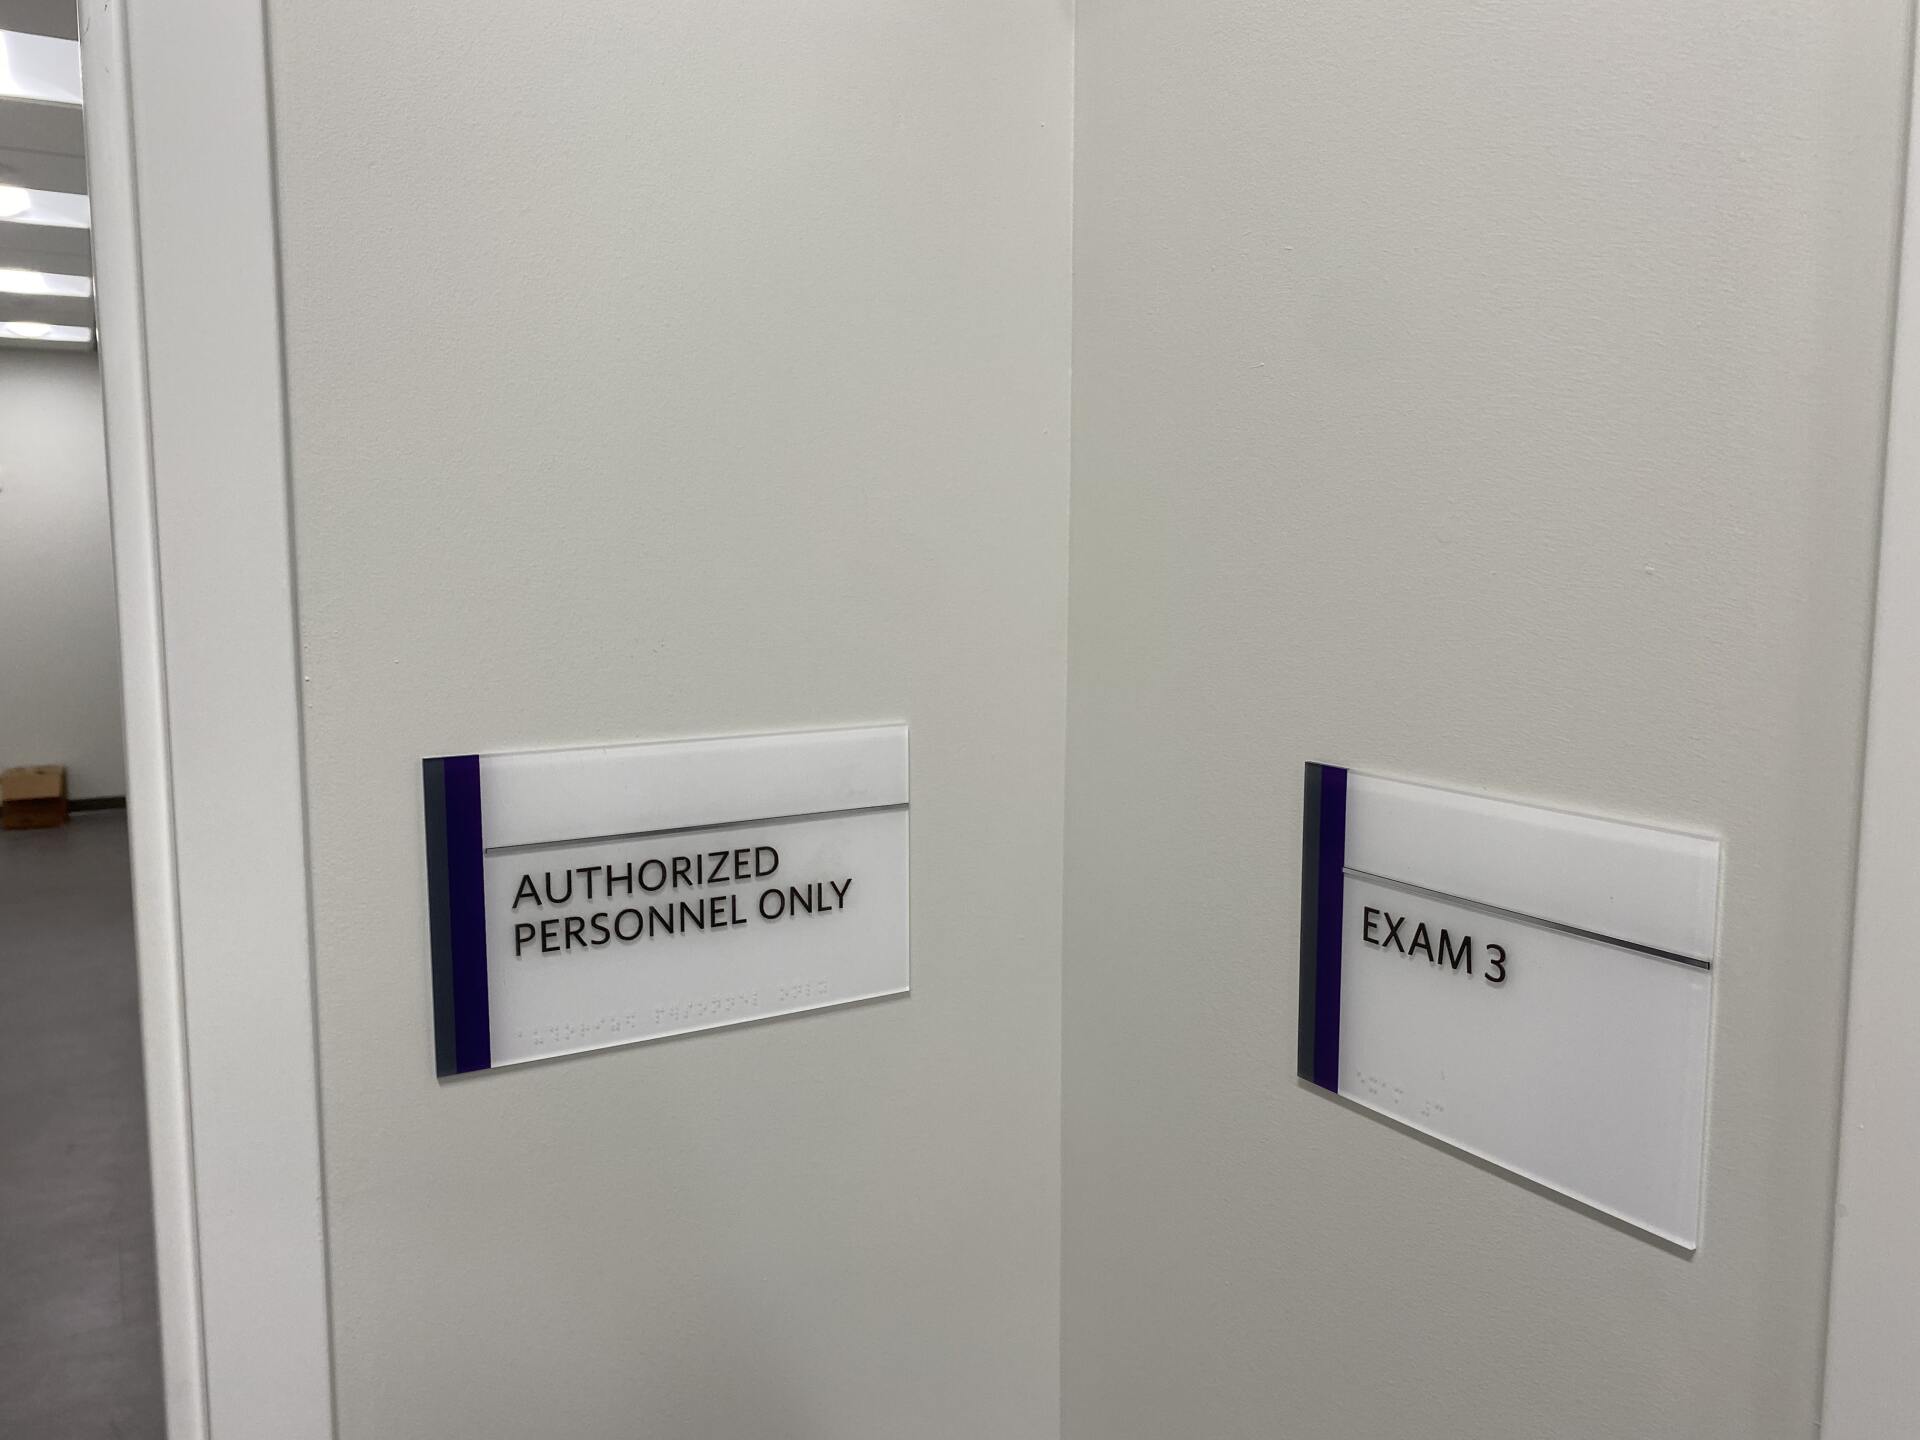 AUTHORIZED
PERSONNEL ONLY
EXAM 3